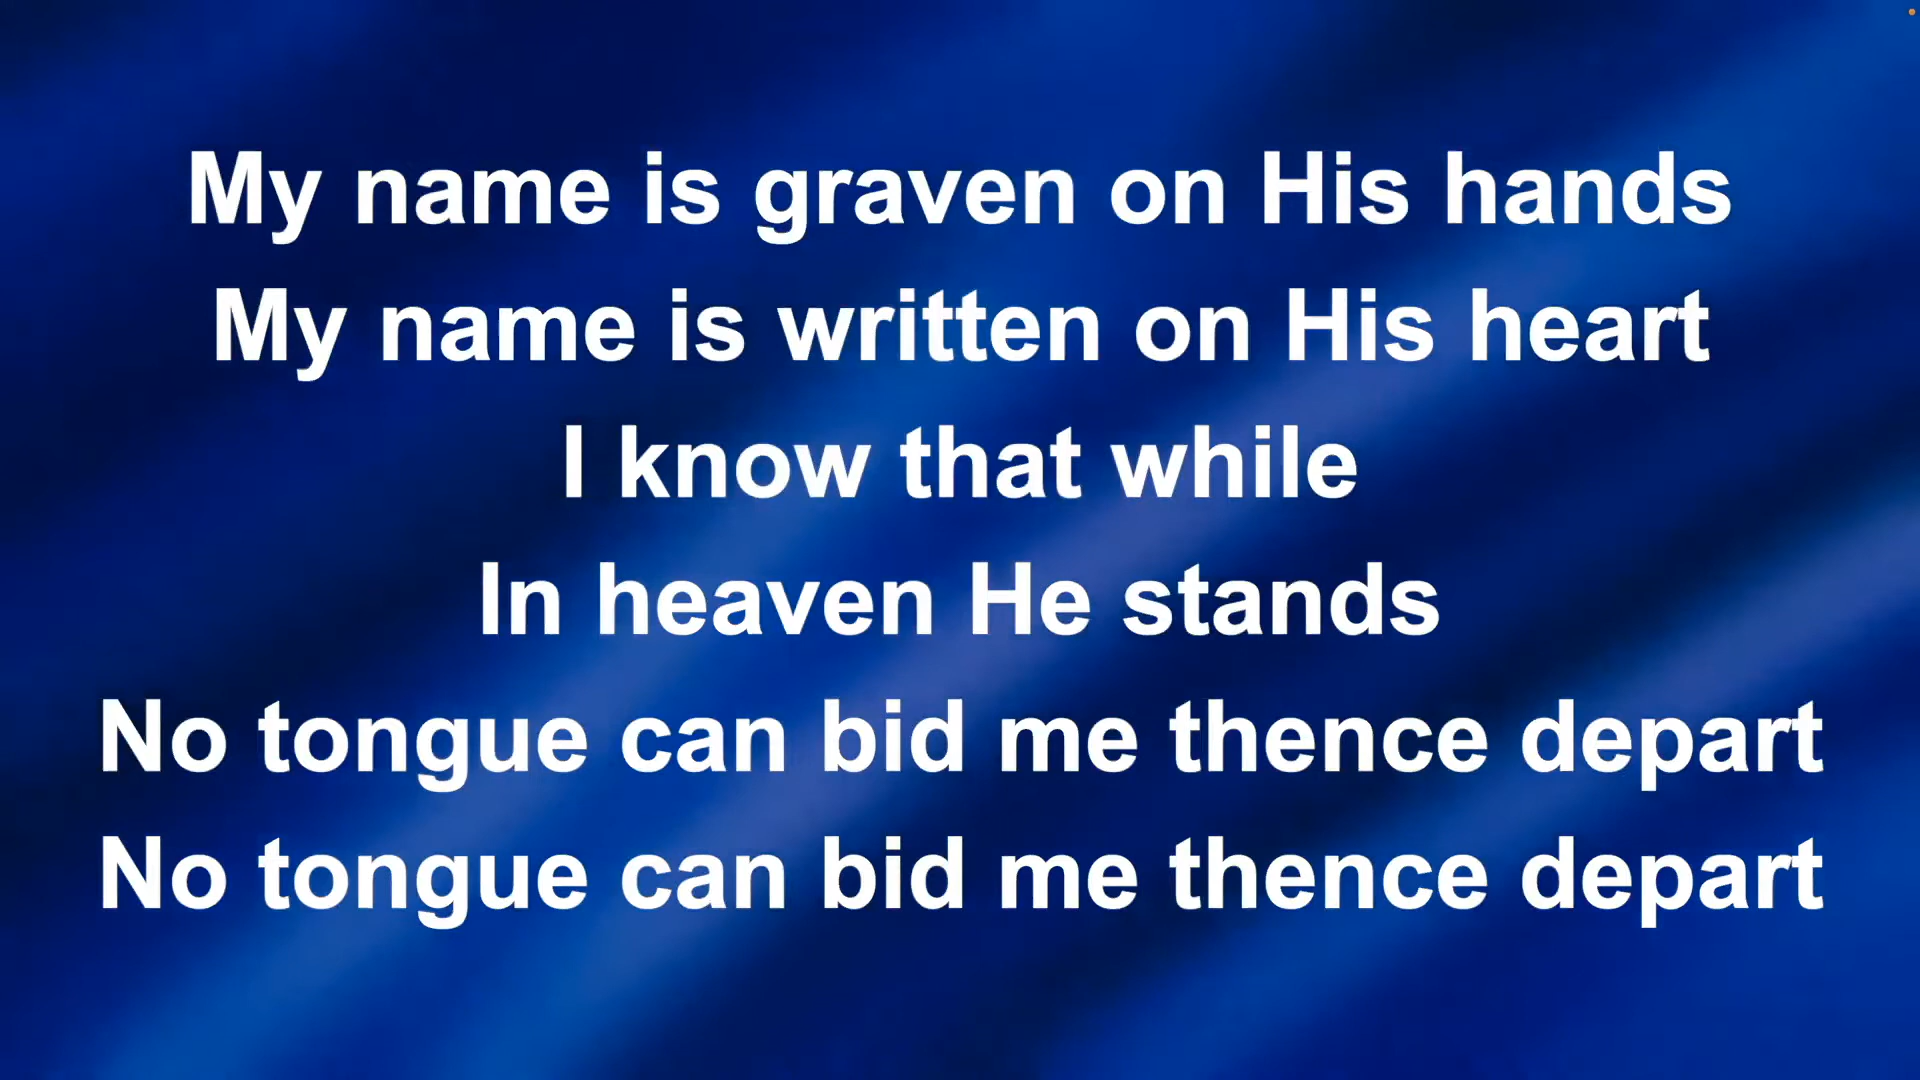 My name is graven on His hands
My name is written on His heart
I know that while
In heaven He stands
No tongue can bid me thence depart
No tongue can bid me thence depart